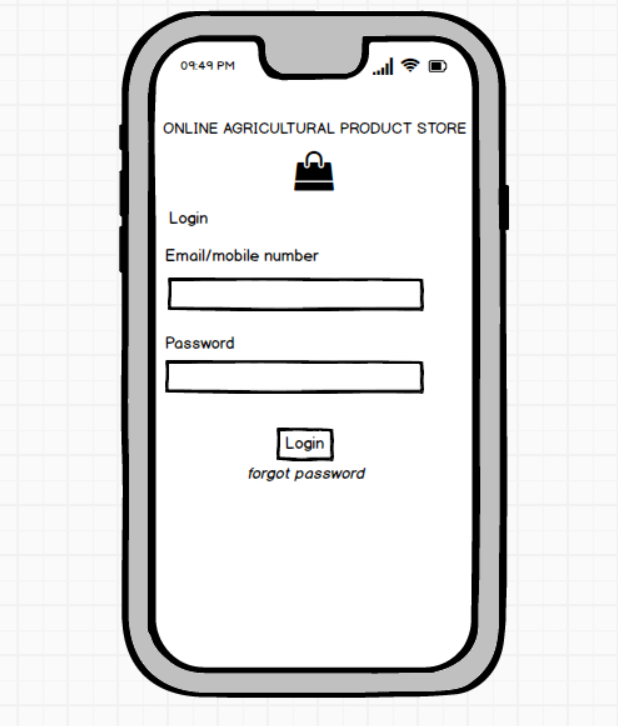 09:49 PM
ONLINE AGRICULTURAL PRODUCT STORE
Login
Email/mobile number
Password
Login
forgot password